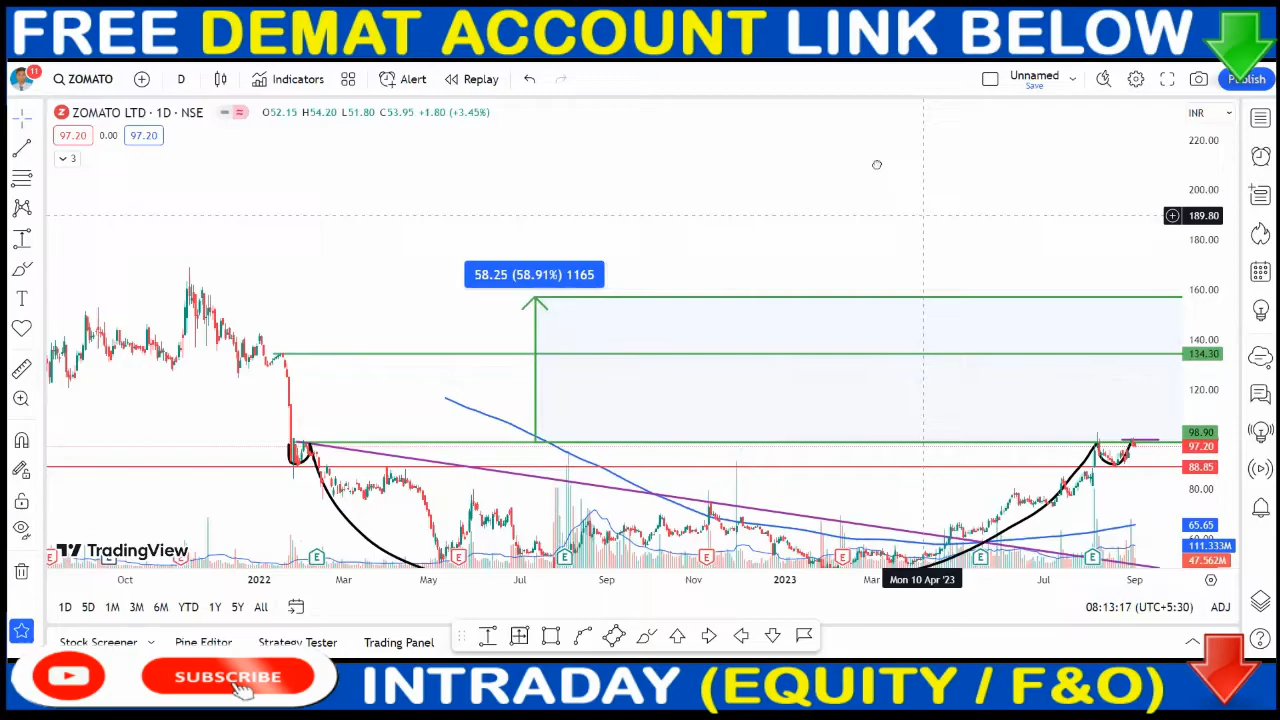 FREE DEMAT ACCOUNT LINK BELOW
11 ZOMATO D Indicators Alert Replay Unnamed Save Publish
ZOMATO LTD · 1D · NSE O52.15 H54.20 L51.80 C53.95 +1.80 (+3.45%) INR
97.20 0.00 97.20
3
220.00
200.00
189.80
180.00
58.25 (58.91%) 1165
160.00
140.00
134.30
120.00
98.90
97.20
88.85
80.00
65.65
111.333M
47.562M
TradingView
E E E E E E E
Oct 2022 Mar May Jul Sep Nov 2023 Mar Mon 10 Apr '23 Jul Sep
1D 5D 1M 3M 6M YTD 1Y 5Y All 08:13:17 (UTC+5:30) ADJ
Stock Screener Pine Editor Strategy Tester Trading Panel
SUBSCRIBE INTRADAY (EQUITY / F&O)